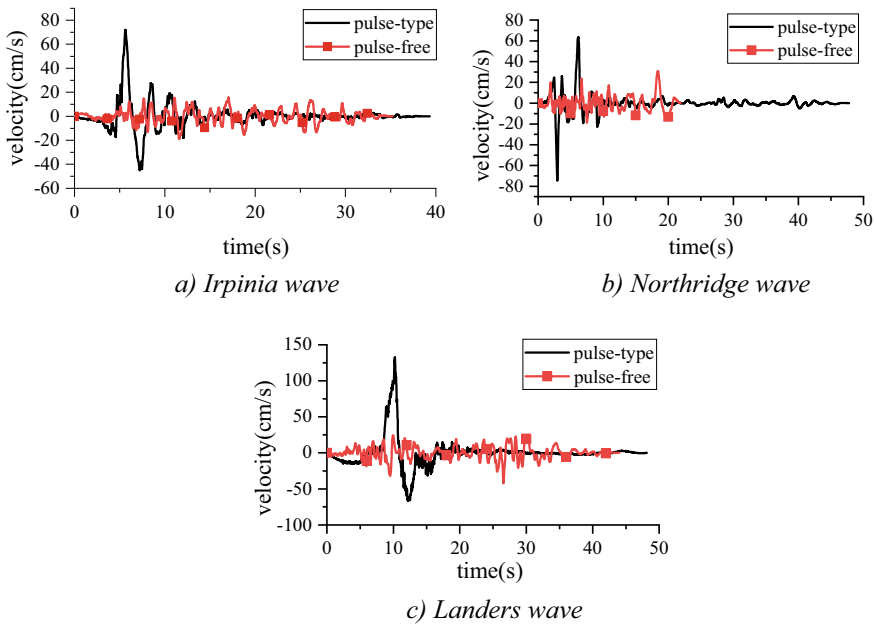 80
60
40
20
0
-20
-40
-60
0
10
20
30
40
velocity(cm/s)
time(s)
pulse-type
pulse-free
a) Irpinia wave
80
60
40
20
0
-20
-40
-60
-80
0
10
20
30
40
50
velocity(cm/s)
time(s)
pulse-type
pulse-free
b) Northridge wave
150
100
50
0
-50
-100
0
10
20
30
40
50
velocity(cm/s)
time(s)
pulse-type
pulse-free
c) Landers wave